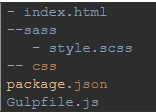 - index.html
--sass
- style.scss
-- css
package.json
Gulpfile.js